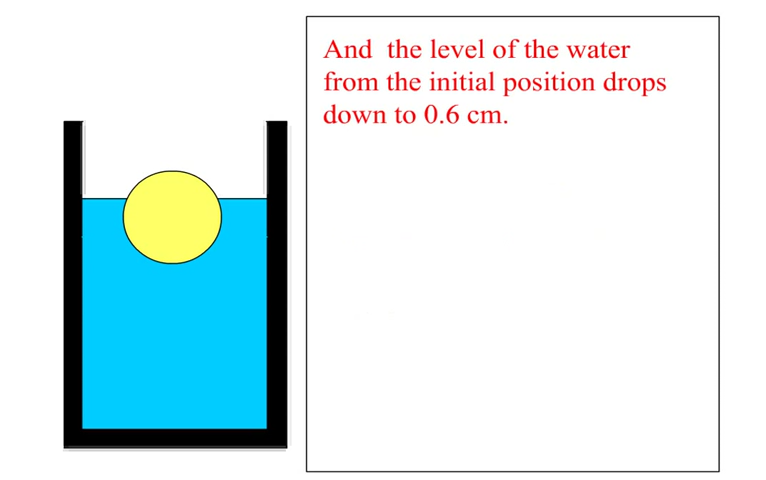 And the level of the water
from the initial position drops
down to 0.6 cm.